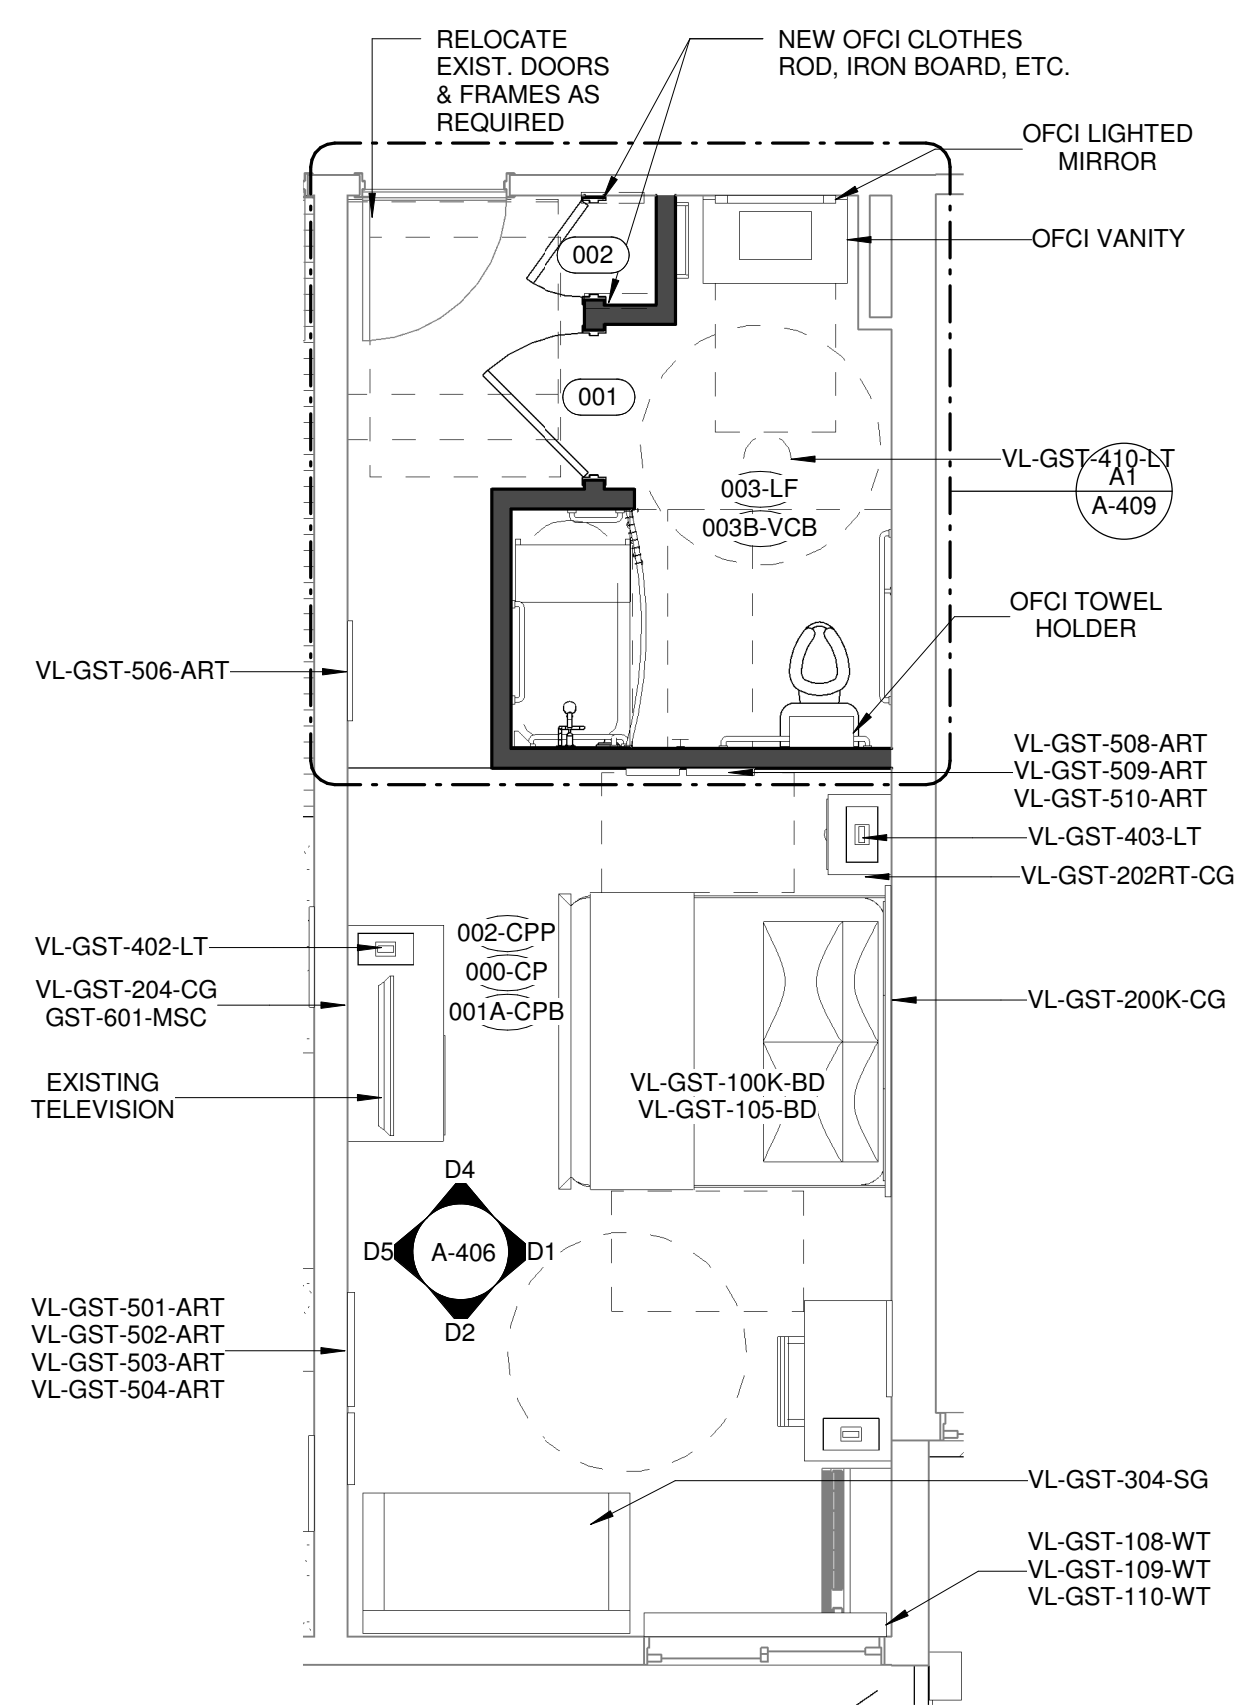 RELOCATE
EXIST. DOORS
& FRAMES AS
REQUIRED
NEW OFCI CLOTHES
ROD, IRON BOARD, ETC.
OFCI LIGHTED
MIRROR
OFCI VANITY
002
001
VL-GST-410-LT
A1
A-409
003-LF
003B-VCB
OFCI TOWEL
HOLDER
VL-GST-506-ART
VL-GST-508-ART
VL-GST-509-ART
VL-GST-510-ART
VL-GST-403-LT
VL-GST-202RT-CG
002-CPP
000-CP
001A-CPB
VL-GST-402-LT
VL-GST-204-CG
GST-601-MSC
VL-GST-200K-CG
EXISTING
TELEVISION
VL-GST-100K-BD
VL-GST-105-BD
D4
D5
A-406
D1
D2
VL-GST-501-ART
VL-GST-502-ART
VL-GST-503-ART
VL-GST-504-ART
VL-GST-304-SG
VL-GST-108-WT
VL-GST-109-WT
VL-GST-110-WT